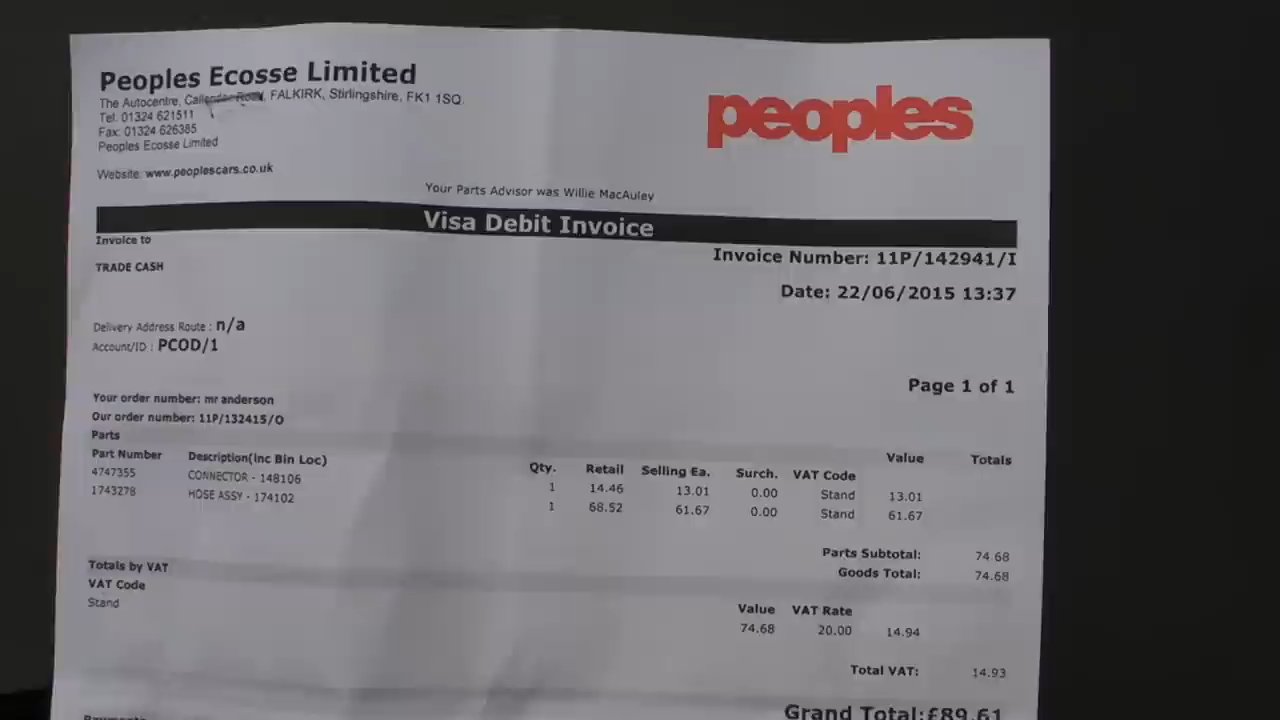 Peoples Ecosse Limited
peoples
The Autocentre, Callendar Road, FALKIRK, Stirlingshire, FK1 1SQ.
Tel. 01324 621511
Fax: 01324 626385
Peoples Ecosse Limited
Website: www.peoplescars.co.uk
Your Parts Advisor was Willie MacAuley
Visa Debit Invoice
Invoice to
Invoice Number: 11P/142941/I
TRADE CASH
Date: 22/06/2015 13:37
Delivery Address Route : n/a
Account/ID : PCOD/1
Page 1 of 1
Your order number: mr anderson
Our order number: 11P/132415/O
Parts
Part Number Description(Inc Bin Loc) Qty. Retail Selling Ea. Surch. VAT Code Value Totals
4747355 CONNECTOR - 148106 1 14.46 13.01 0.00 Stand 13.01
1743278 HOSE ASSY - 174102 1 68.52 61.67 0.00 Stand 61.67
Parts Subtotal: 74.68
Goods Total: 74.68
Totals by VAT
VAT Code Value VAT Rate
Stand 74.68 20.00 14.94
Total VAT: 14.93
Grand Total:£89.61